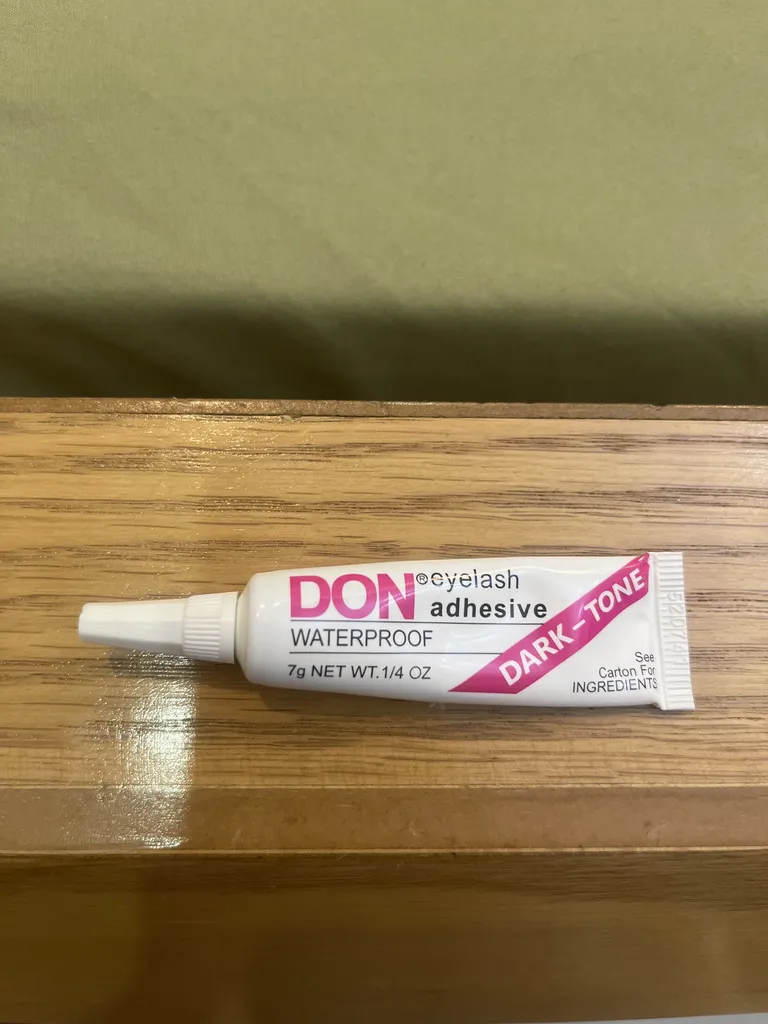 DON® eyelash
adhesive
WATERPROOF
7g NET WT.1/4 OZ
DARK-TONE
See
Carton For
INGREDIENTS